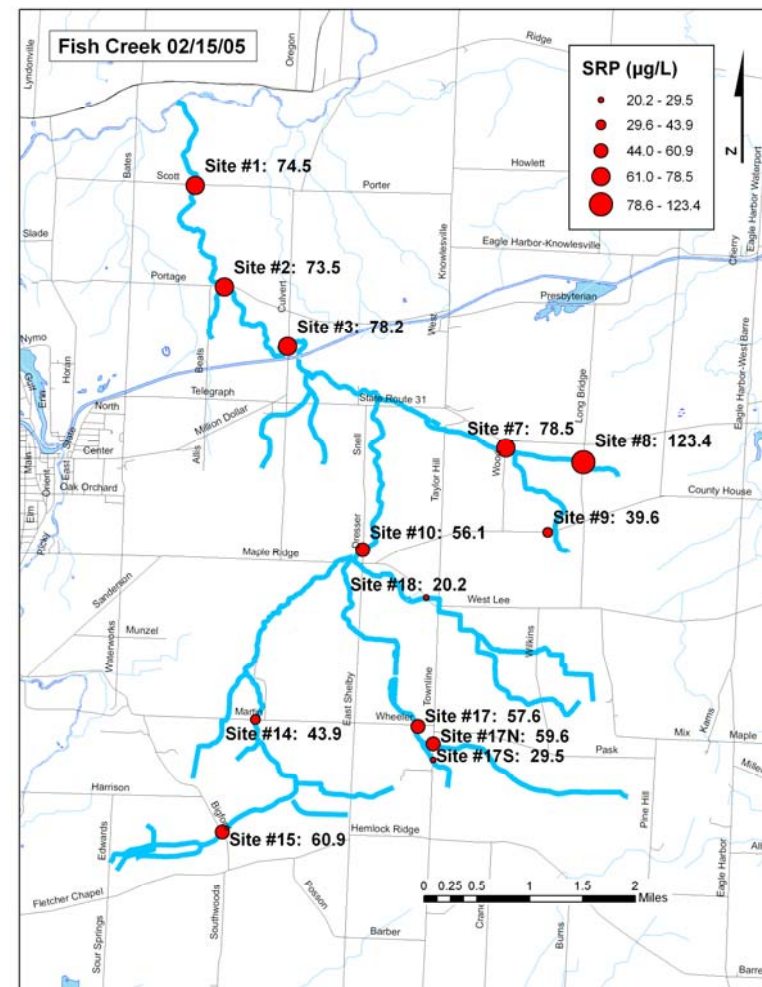 Fish Creek 02/15/05
SRP (µg/L)
20.2 - 29.5
29.6 - 43.9
44.0 - 60.9
61.0 - 78.5
78.6 - 123.4
N
Lyndonville
Oregon
Ridge
Bates
Site #1: 74.5
Scott
Porter
Howlett
Slade
Knowlesville
Eagle Harbor-Knowlesville
Cherry
Eagle Harbor Waterport
Portage
Site #2: 73.5
Culvert
Presbyterian
Site #3: 78.2
West
Nymo
Horan
Beals
Gulf
Erin
Telegraph
State Route 31
Long Bridge
Eagle Harbor-West Barre
North
Million Dollar
Site #7: 78.5
Site #8: 123.4
State
Center
Allis
Snell
Taylor Hill
Main
Orient
East
Oak Orchard
County House
Elm
Site #9: 39.6
Site #10: 56.1
Dresser
Maple Ridge
Sanderson
Site #18: 20.2
West Lee
Waterworks
Munzel
Wilkins
East Shelby
Townline
Kams
Wheeler
Site #17: 57.6
Mix
Maple
Site #14: 43.9
Site #17N: 59.6
Pask
Site #17S: 29.5
Harrison
Pine Hill
Edwards
Site #15: 60.9
Hemlock Ridge
Eagle Harbor
Fletcher Chapel
0 0.25 0.5 1 1.5 2
Miles
Posson
Sour Springs
Southwoods
Barber
Burns